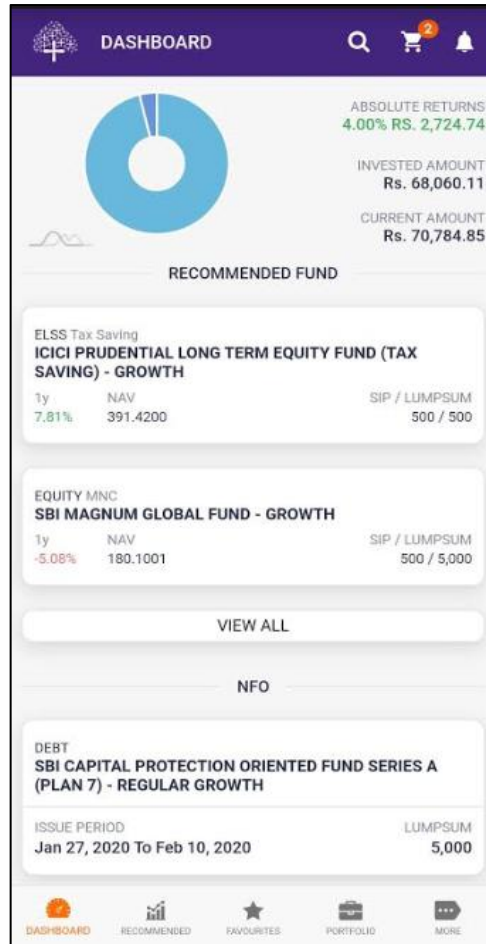 DASHBOARD
2
ABSOLUTE RETURNS
4.00% RS. 2,724.74
INVESTED AMOUNT
Rs. 68,060.11
CURRENT AMOUNT
Rs. 70,784.85
RECOMMENDED FUND
ELSS Tax Saving
ICICI PRUDENTIAL LONG TERM EQUITY FUND (TAX
SAVING) - GROWTH
1y NAV SIP / LUMPSUM
7.81% 391.4200 500 / 500
EQUITY MNC
SBI MAGNUM GLOBAL FUND - GROWTH
1y NAV SIP / LUMPSUM
-5.08% 180.1001 500 / 5,000
VIEW ALL
NFO
DEBT
SBI CAPITAL PROTECTION ORIENTED FUND SERIES A
(PLAN 7) - REGULAR GROWTH
ISSUE PERIOD LUMPSUM
Jan 27, 2020 To Feb 10, 2020 5,000
DASHBOARD RECOMMENDED FAVOURITES PORTFOLIO MORE